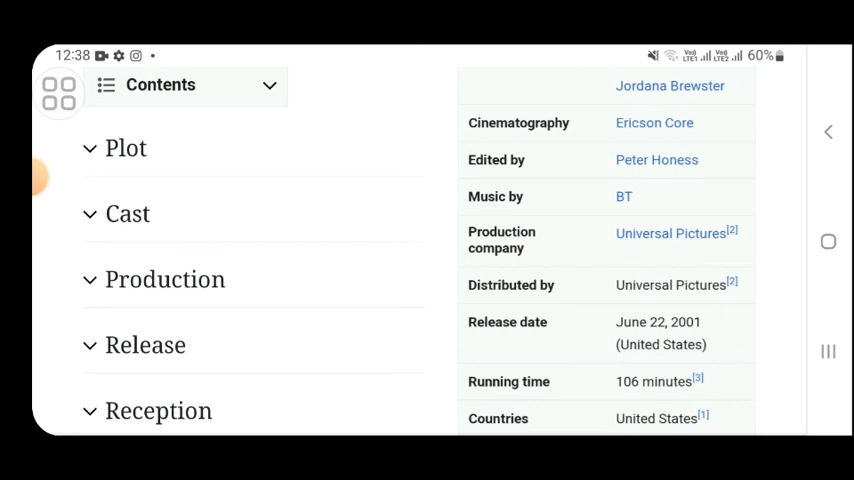 12:38
60%
Contents
Plot
Cast
Production
Release
Reception
Jordana Brewster
Cinematography Ericson Core
Edited by Peter Honess
Music by BT
Production company Universal Pictures[2]
Distributed by Universal Pictures[2]
Release date June 22, 2001
(United States)
Running time 106 minutes[3]
Countries United States[1]